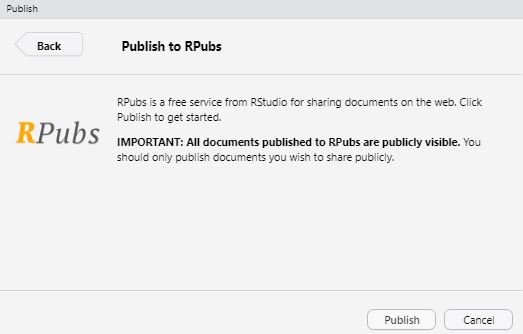 Publish
Back
Publish to RPubs
RPubs is a free service from RStudio for sharing documents on the web. Click
Publish to get started.
RPubs
IMPORTANT: All documents published to RPubs are publicly visible. You
should only publish documents you wish to share publicly.
Publish
Cancel